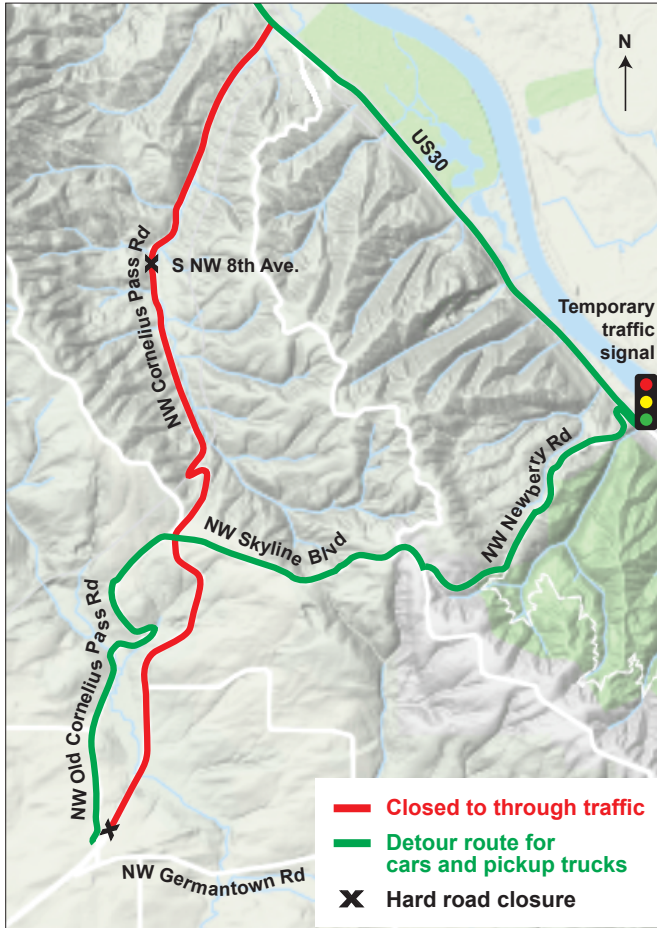 N
US30
NW Cornelius Pass Rd
S NW 8th Ave.
Temporary
traffic
signal
NW Newberry Rd
NW Skyline Blvd
NW Old Cornelius Pass Rd
Closed to through traffic
Detour route for
cars and pickup trucks
Hard road closure
NW Germantown Rd